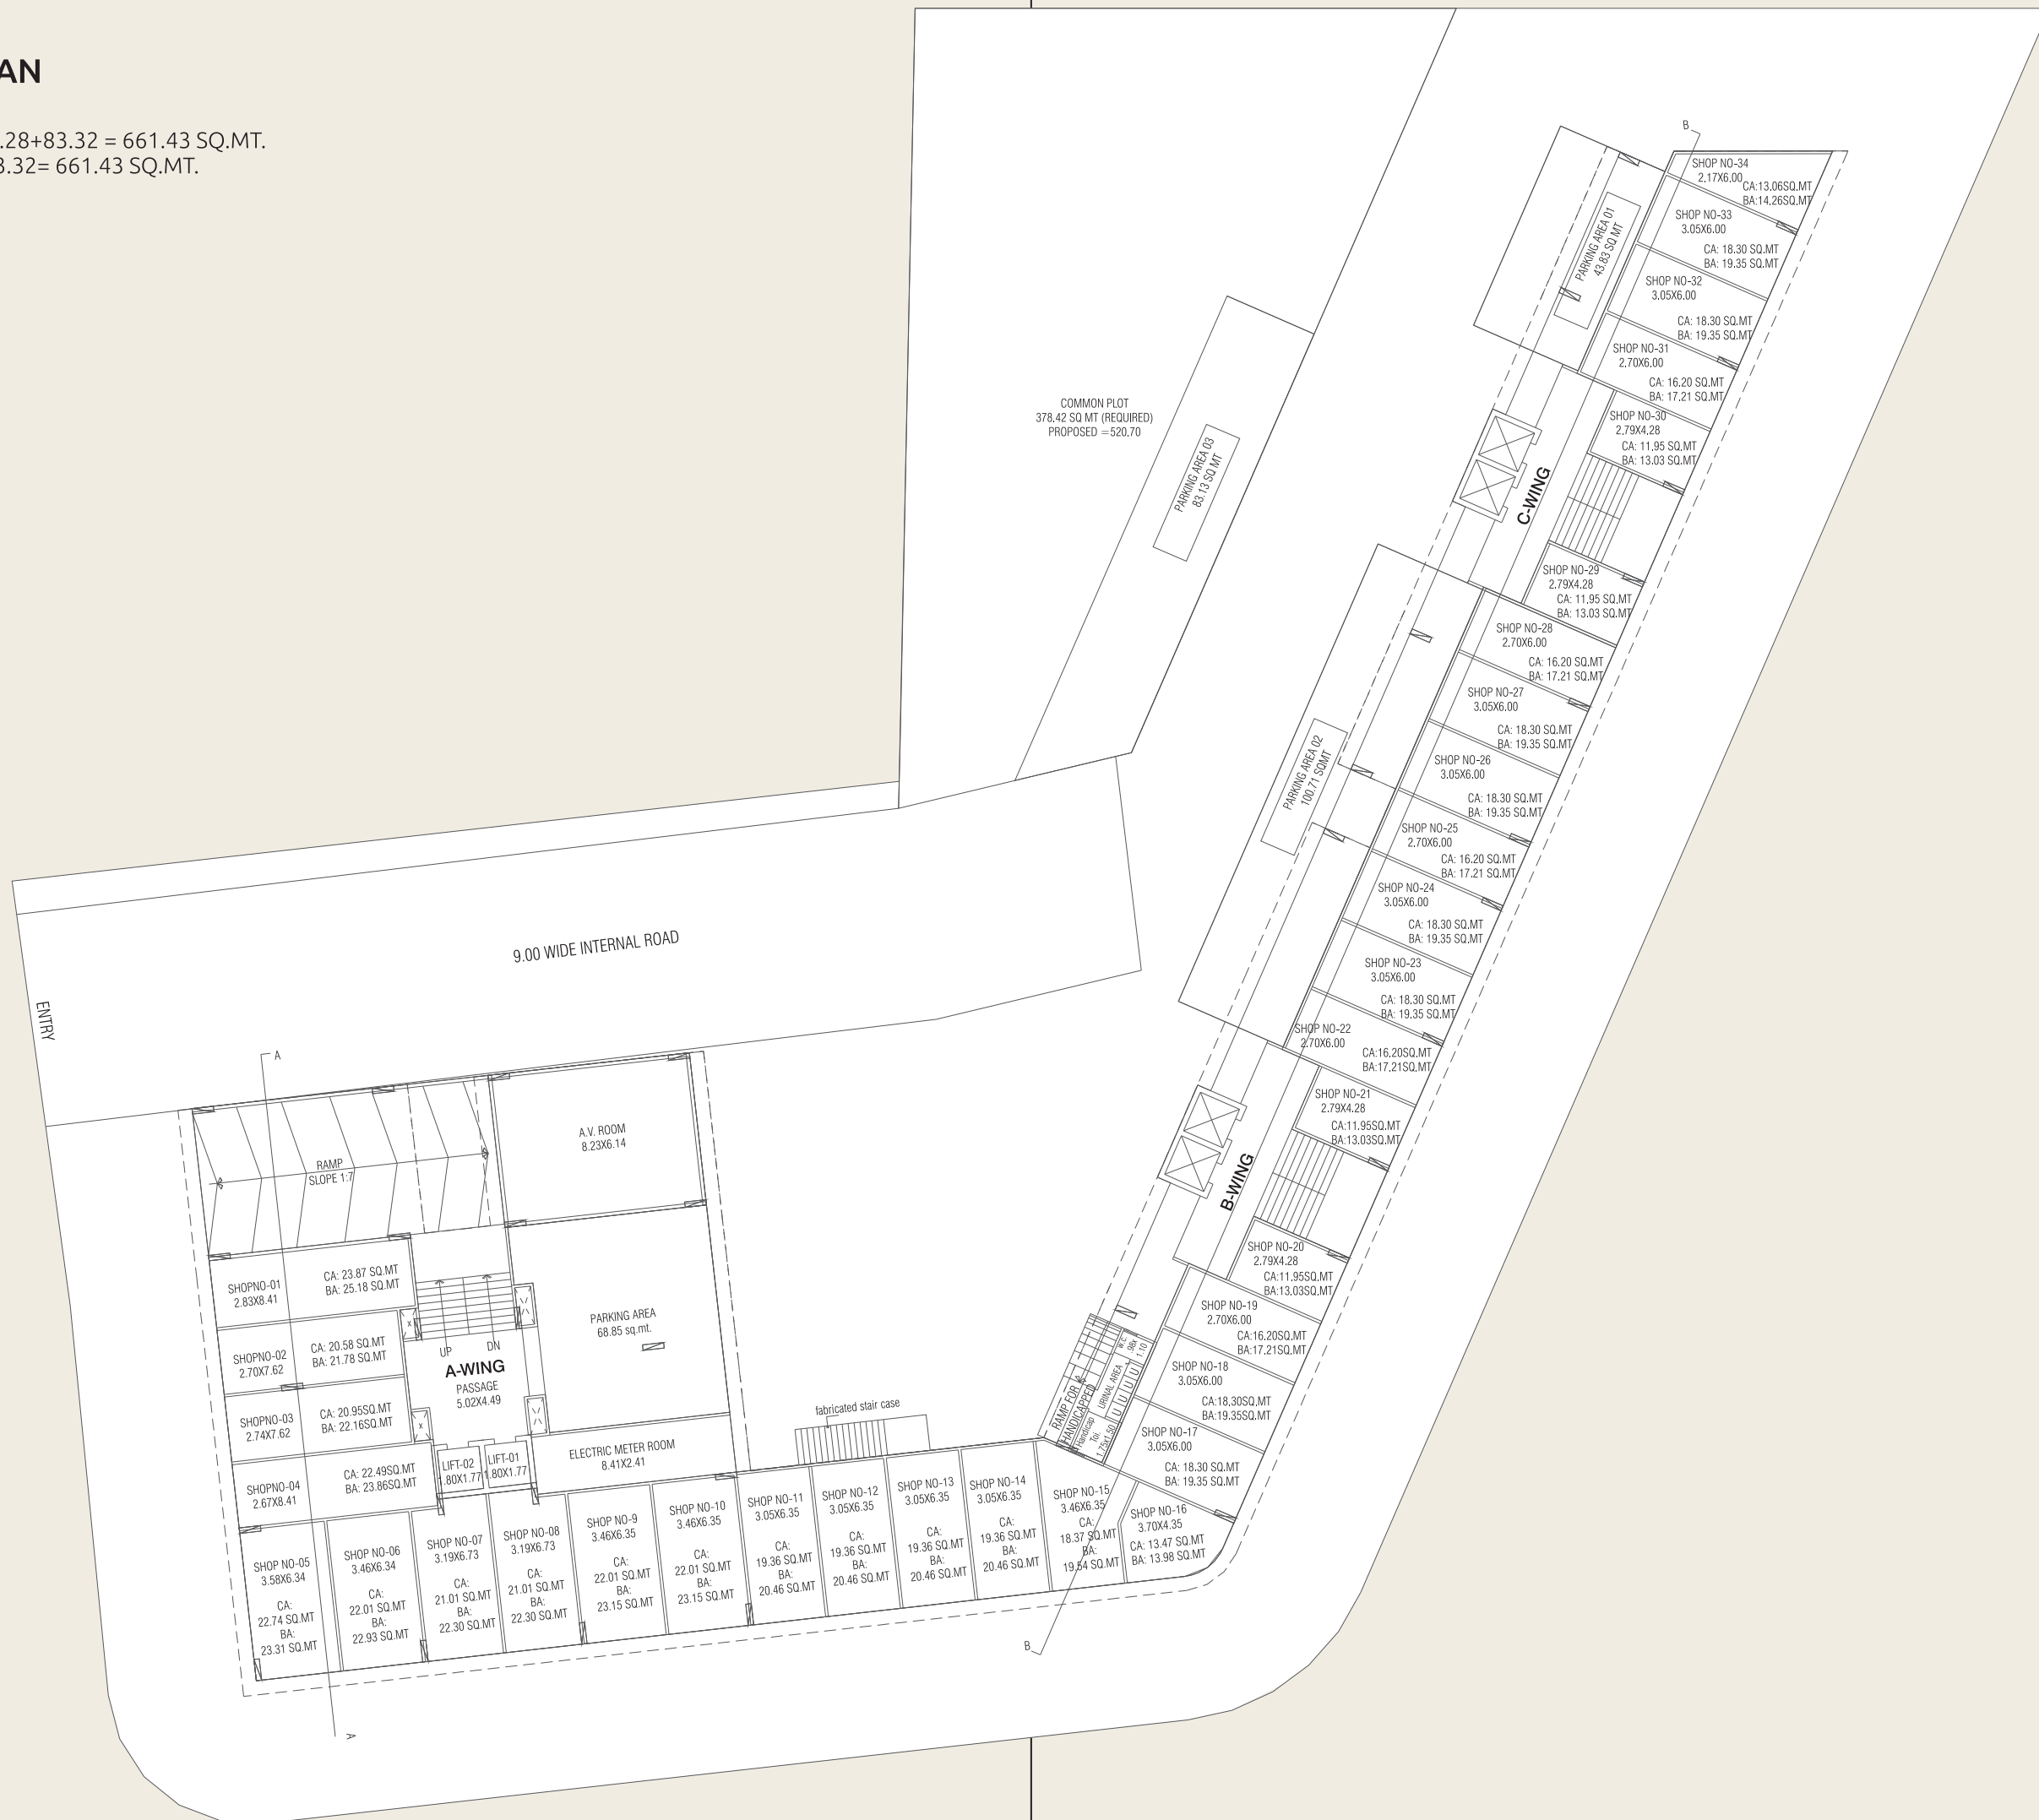 AN
.28+83.32 = 661.43 SQ.MT.
3.32= 661.43 SQ.MT.
B
SHOP NO-34
2.17X6.00
CA:13.06SQ.MT
BA:14.26SQ.MT
SHOP NO-33
3.05X6.00
CA: 18.30 SQ.MT
BA: 19.35 SQ.MT
PARKING AREA 01
43.83 SQ MT
SHOP NO-32
3.05X6.00
CA: 18.30 SQ.MT
BA: 19.35 SQ.MT
SHOP NO-31
2.70X6.00
CA: 16.20 SQ.MT
BA: 17.21 SQ.MT
COMMON PLOT
378.42 SQ MT (REQUIRED)
PROPOSED =520.70
PARKING AREA 03
83.13 SQ MT
SHOP NO-30
2.79X4.28
CA: 11.95 SQ.MT
BA: 13.03 SQ.MT
C-WING
SHOP NO-29
2.79X4.28
CA: 11.95 SQ.MT
BA: 13.03 SQ.MT
SHOP NO-28
2.70X6.00
CA: 16.20 SQ.MT
BA: 17.21 SQ.MT
SHOP NO-27
3.05X6.00
CA: 18.30 SQ.MT
BA: 19.35 SQ.MT
PARKING AREA 02
100.71 SQMT
SHOP NO-26
3.05X6.00
CA: 18.30 SQ.MT
BA: 19.35 SQ.MT
SHOP NO-25
2.70X6.00
CA: 16.20 SQ.MT
BA: 17.21 SQ.MT
SHOP NO-24
3.05X6.00
CA: 18.30 SQ.MT
BA: 19.35 SQ.MT
SHOP NO-23
3.05X6.00
CA: 18.30 SQ.MT
BA: 19.35 SQ.MT
SHOP NO-22
2.70X6.00
CA:16.20SQ.MT
BA:17.21SQ.MT
SHOP NO-21
2.79X4.28
CA:11.95SQ.MT
BA:13.03SQ.MT
B-WING
SHOP NO-20
2.79X4.28
CA:11.95SQ.MT
BA:13.03SQ.MT
SHOP NO-19
2.70X6.00
CA:16.20SQ.MT
BA:17.21SQ.MT
SHOP NO-18
3.05X6.00
CA:18.30SQ.MT
BA:19.35SQ.MT
SHOP NO-17
3.05X6.00
CA: 18.30 SQ.MT
BA: 19.35 SQ.MT
SHOP NO-16
3.70X4.35
CA: 13.47 SQ.MT
BA: 13.98 SQ.MT
RAMP FOR
HANDICAPPED
Handicap
Toi.
1.75x1.50
URINAL AREA
U U U U U
W.C.
.98x
1.10
9.00 WIDE INTERNAL ROAD
ENTRY
A
RAMP
SLOPE 1:7
A.V. ROOM
8.23X6.14
PARKING AREA
68.85 sq.mt.
SHOPNO-01
2.83X8.41
CA: 23.87 SQ.MT
BA: 25.18 SQ.MT
SHOPNO-02
2.70X7.62
CA: 20.58 SQ.MT
BA: 21.78 SQ.MT
SHOPNO-03
2.74X7.62
CA: 20.95SQ.MT
BA: 22.16SQ.MT
SHOPNO-04
2.67X8.41
CA: 22.49SQ.MT
BA: 23.86SQ.MT
UP
DN
A-WING
PASSAGE
5.02X4.49
LIFT-02
1.80X1.77
LIFT-01
1.80X1.77
ELECTRIC METER ROOM
8.41X2.41
fabricated stair case
SHOP NO-05
3.58X6.34
CA:
22.74 SQ.MT
BA:
23.31 SQ.MT
SHOP NO-06
3.46X6.34
CA:
22.01 SQ.MT
BA:
22.93 SQ.MT
SHOP NO-07
3.19X6.73
CA:
21.01 SQ.MT
BA:
22.30 SQ.MT
SHOP NO-08
3.19X6.73
CA:
21.01 SQ.MT
BA:
22.30 SQ.MT
SHOP NO-9
3.46X6.35
CA:
22.01 SQ.MT
BA:
23.15 SQ.MT
SHOP NO-10
3.46X6.35
CA:
22.01 SQ.MT
BA:
23.15 SQ.MT
SHOP NO-11
3.05X6.35
CA:
19.36 SQ.MT
BA:
20.46 SQ.MT
SHOP NO-12
3.05X6.35
CA:
19.36 SQ.MT
BA:
20.46 SQ.MT
SHOP NO-13
3.05X6.35
CA:
19.36 SQ.MT
BA:
20.46 SQ.MT
SHOP NO-14
3.05X6.35
CA:
19.36 SQ.MT
BA:
20.46 SQ.MT
SHOP NO-15
3.46X6.35
CA:
18.37 SQ.MT
BA:
19.54 SQ.MT
B
A